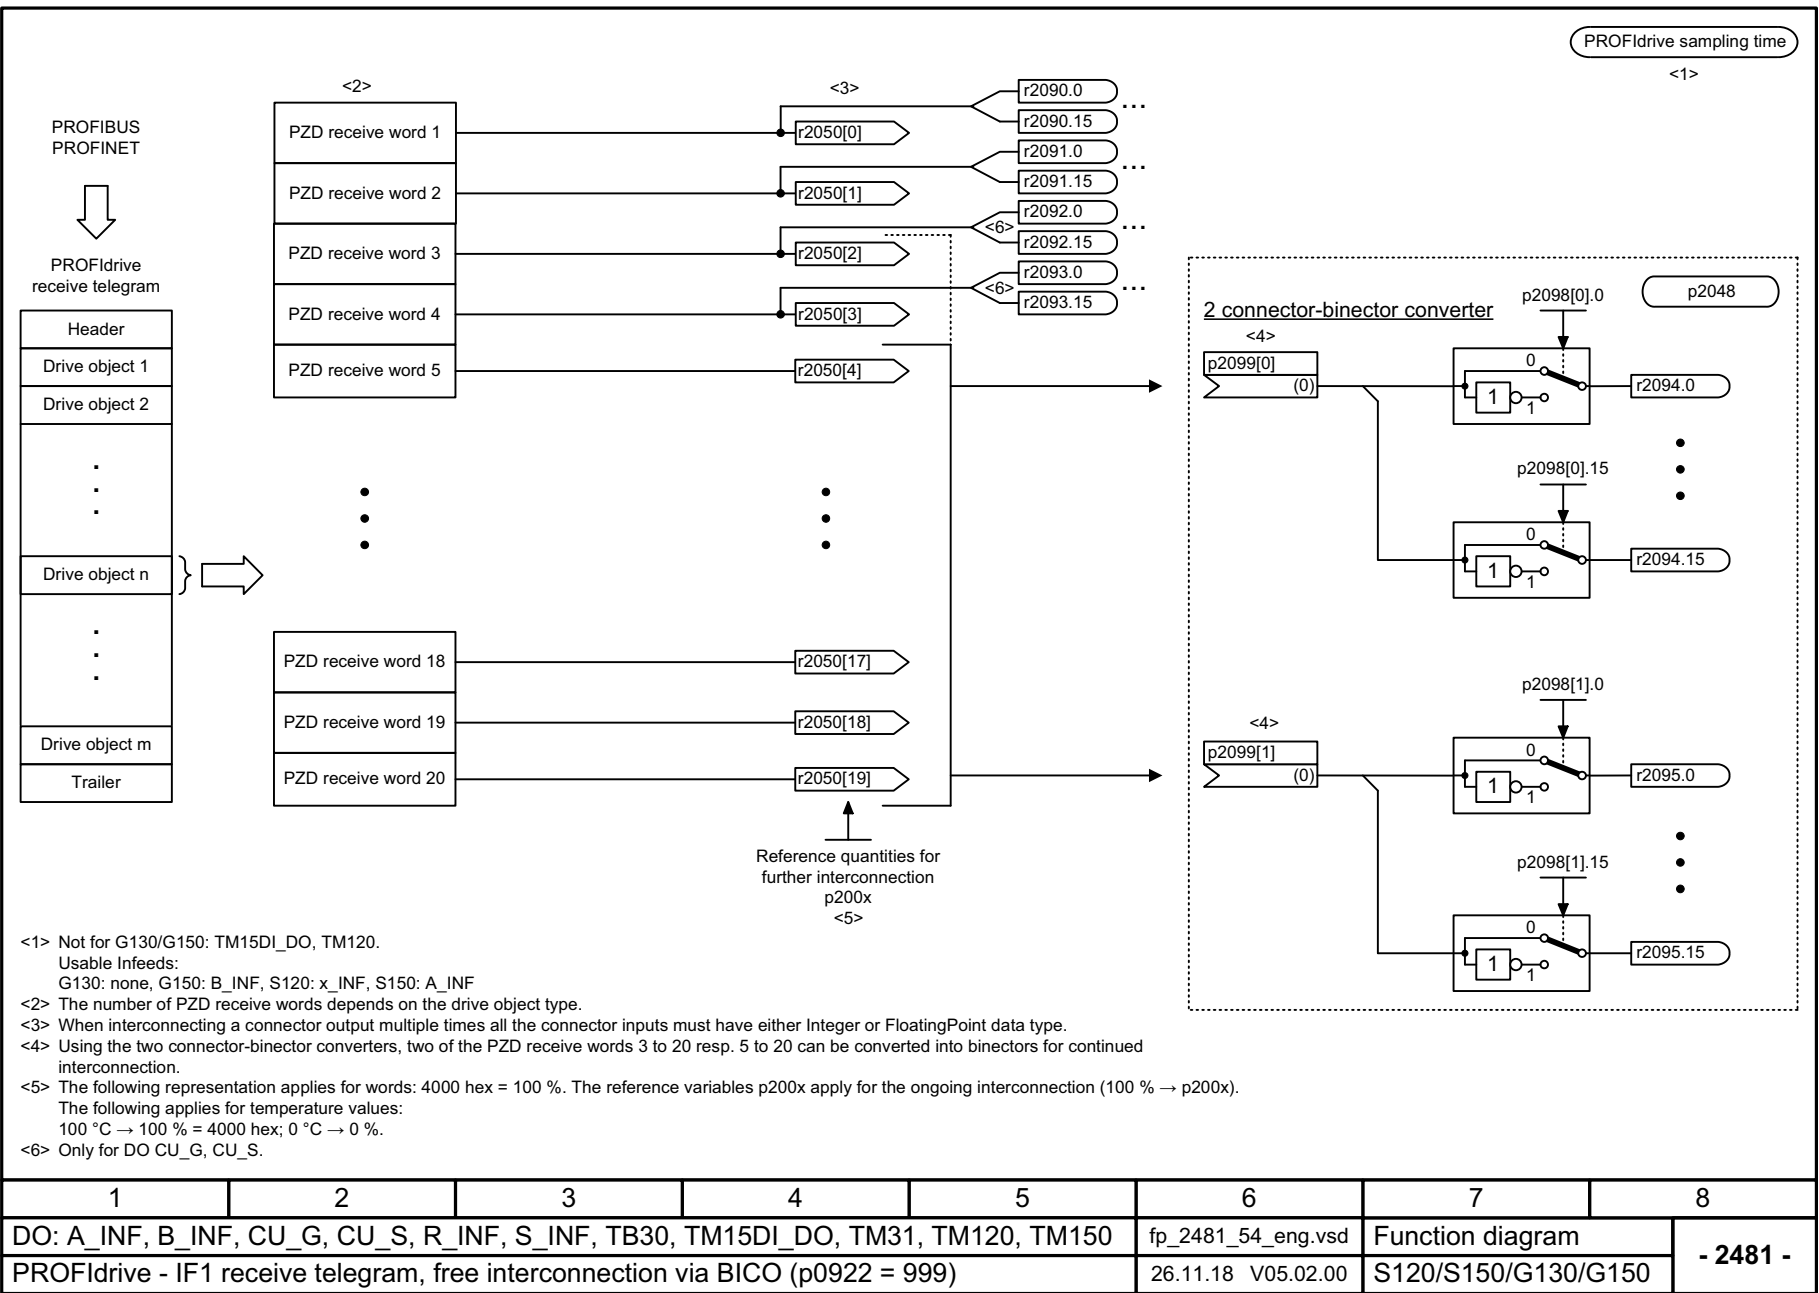 PROFIdrive sampling time
<1>
<2>
<3>
PROFIBUS
PROFINET
PROFIdrive
receive telegram
Header
Drive object 1
Drive object 2
Drive object n
Drive object m
Trailer
PZD receive word 1
PZD receive word 2
PZD receive word 3
PZD receive word 4
PZD receive word 5
PZD receive word 18
PZD receive word 19
PZD receive word 20
r2050[0]
r2050[1]
r2050[2]
r2050[3]
r2050[4]
r2050[17]
r2050[18]
r2050[19]
Reference quantities for
further interconnection
p200x
<5>
r2090.0
...
r2090.15
r2091.0
...
r2091.15
r2092.0
<6>
...
r2092.15
r2093.0
<6>
...
r2093.15
2 connector-binector converter
p2048
<4>
p2099[0]
(0)
p2098[0].0
0
1
1
r2094.0
p2098[0].15
0
1
1
r2094.15
<4>
p2099[1]
(0)
p2098[1].0
0
1
1
r2095.0
p2098[1].15
0
1
1
r2095.15
<1> Not for G130/G150: TM15DI_DO, TM120.
Usable Infeeds:
G130: none, G150: B_INF, S120: x_INF, S150: A_INF
<2> The number of PZD receive words depends on the drive object type.
<3> When interconnecting a connector output multiple times all the connector inputs must have either Integer or FloatingPoint data type.
<4> Using the two connector-binector converters, two of the PZD receive words 3 to 20 resp. 5 to 20 can be converted into binectors for continued
interconnection.
<5> The following representation applies for words: 4000 hex = 100 %. The reference variables p200x apply for the ongoing interconnection (100 % → p200x).
The following applies for temperature values:
100 °C → 100 % = 4000 hex; 0 °C → 0 %.
<6> Only for DO CU_G, CU_S.
1 2 3 4 5 6 7 8
DO: A_INF, B_INF, CU_G, CU_S, R_INF, S_INF, TB30, TM15DI_DO, TM31, TM120, TM150
fp_2481_54_eng.vsd
Function diagram
- 2481 -
PROFIdrive - IF1 receive telegram, free interconnection via BICO (p0922 = 999)
26.11.18 V05.02.00
S120/S150/G130/G150